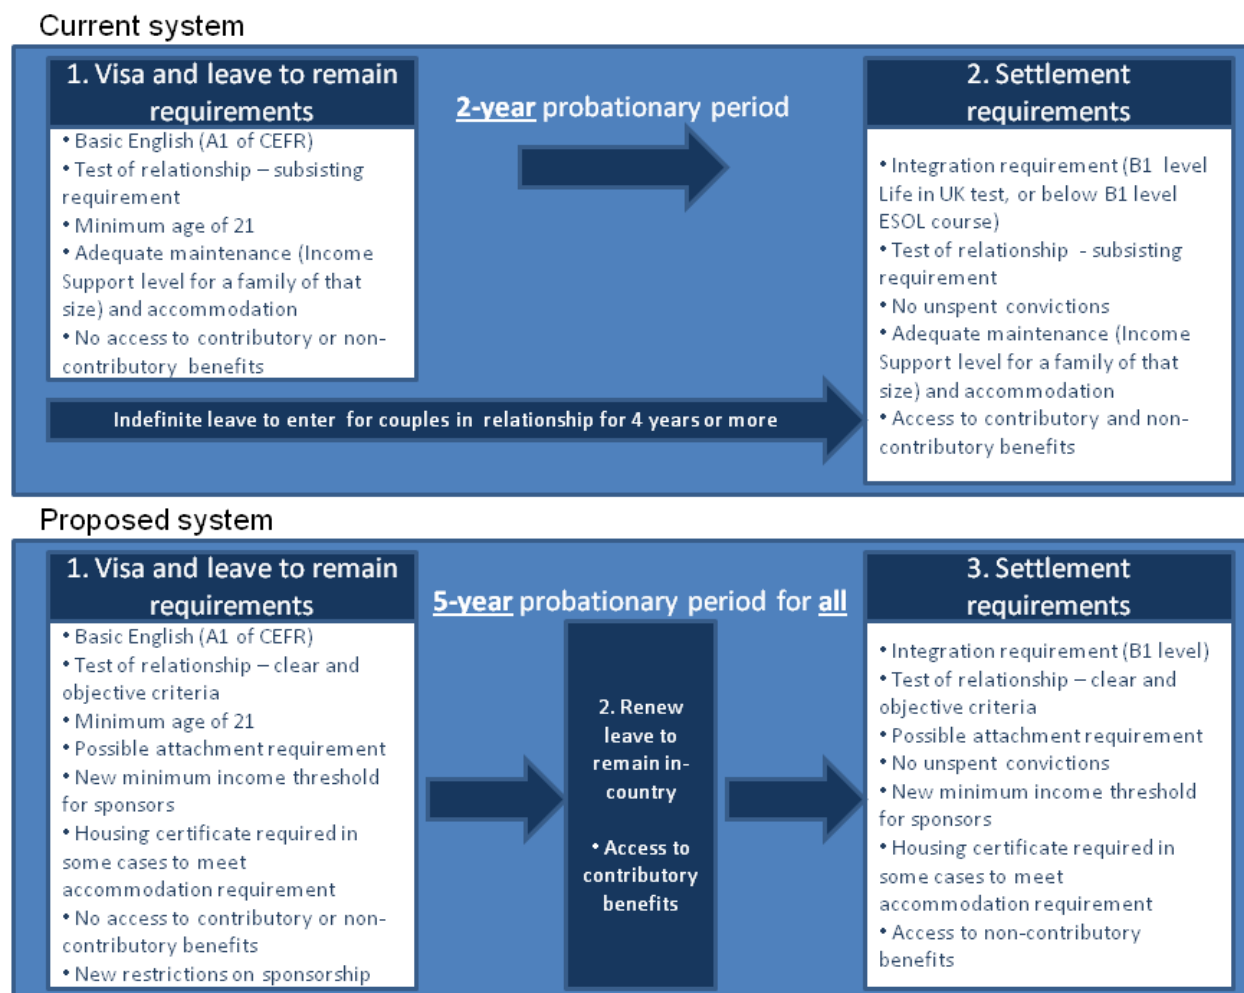 Current system
1. Visa and leave to remain
requirements
• Basic English (A1 of CEFR)
• Test of relationship – subsisting
requirement
• Minimum age of 21
• Adequate maintenance (Income
Support level for a family of that
size) and accommodation
• No access to contributory or non-
contributory benefits
2-year probationary period
2. Settlement
requirements
• Integration requirement (B1 level
Life in UK test, or below B1 level
ESOL course)
• Test of relationship - subsisting
requirement
• No unspent convictions
• Adequate maintenance (Income
Support level for a family of that
size) and accommodation
• Access to contributory and non-
contributory benefits
Indefinite leave to enter for couples in relationship for 4 years or more
Proposed system
1. Visa and leave to remain
requirements
• Basic English (A1 of CEFR)
• Test of relationship – clear and
objective criteria
• Minimum age of 21
• Possible attachment requirement
• New minimum income threshold
for sponsors
• Housing certificate required in
some cases to meet
accommodation requirement
• No access to contributory or non-
contributory benefits
• New restrictions on sponsorship
5-year probationary period for all
2. Renew
leave to
remain in-
country
• Access to
contributory
benefits
3. Settlement
requirements
• Integration requirement (B1 level)
• Test of relationship – clear and
objective criteria
• Possible attachment requirement
• No unspent convictions
• New minimum income threshold
for sponsors
• Housing certificate required in
some cases to meet
accommodation requirement
• Access to non-contributory
benefits